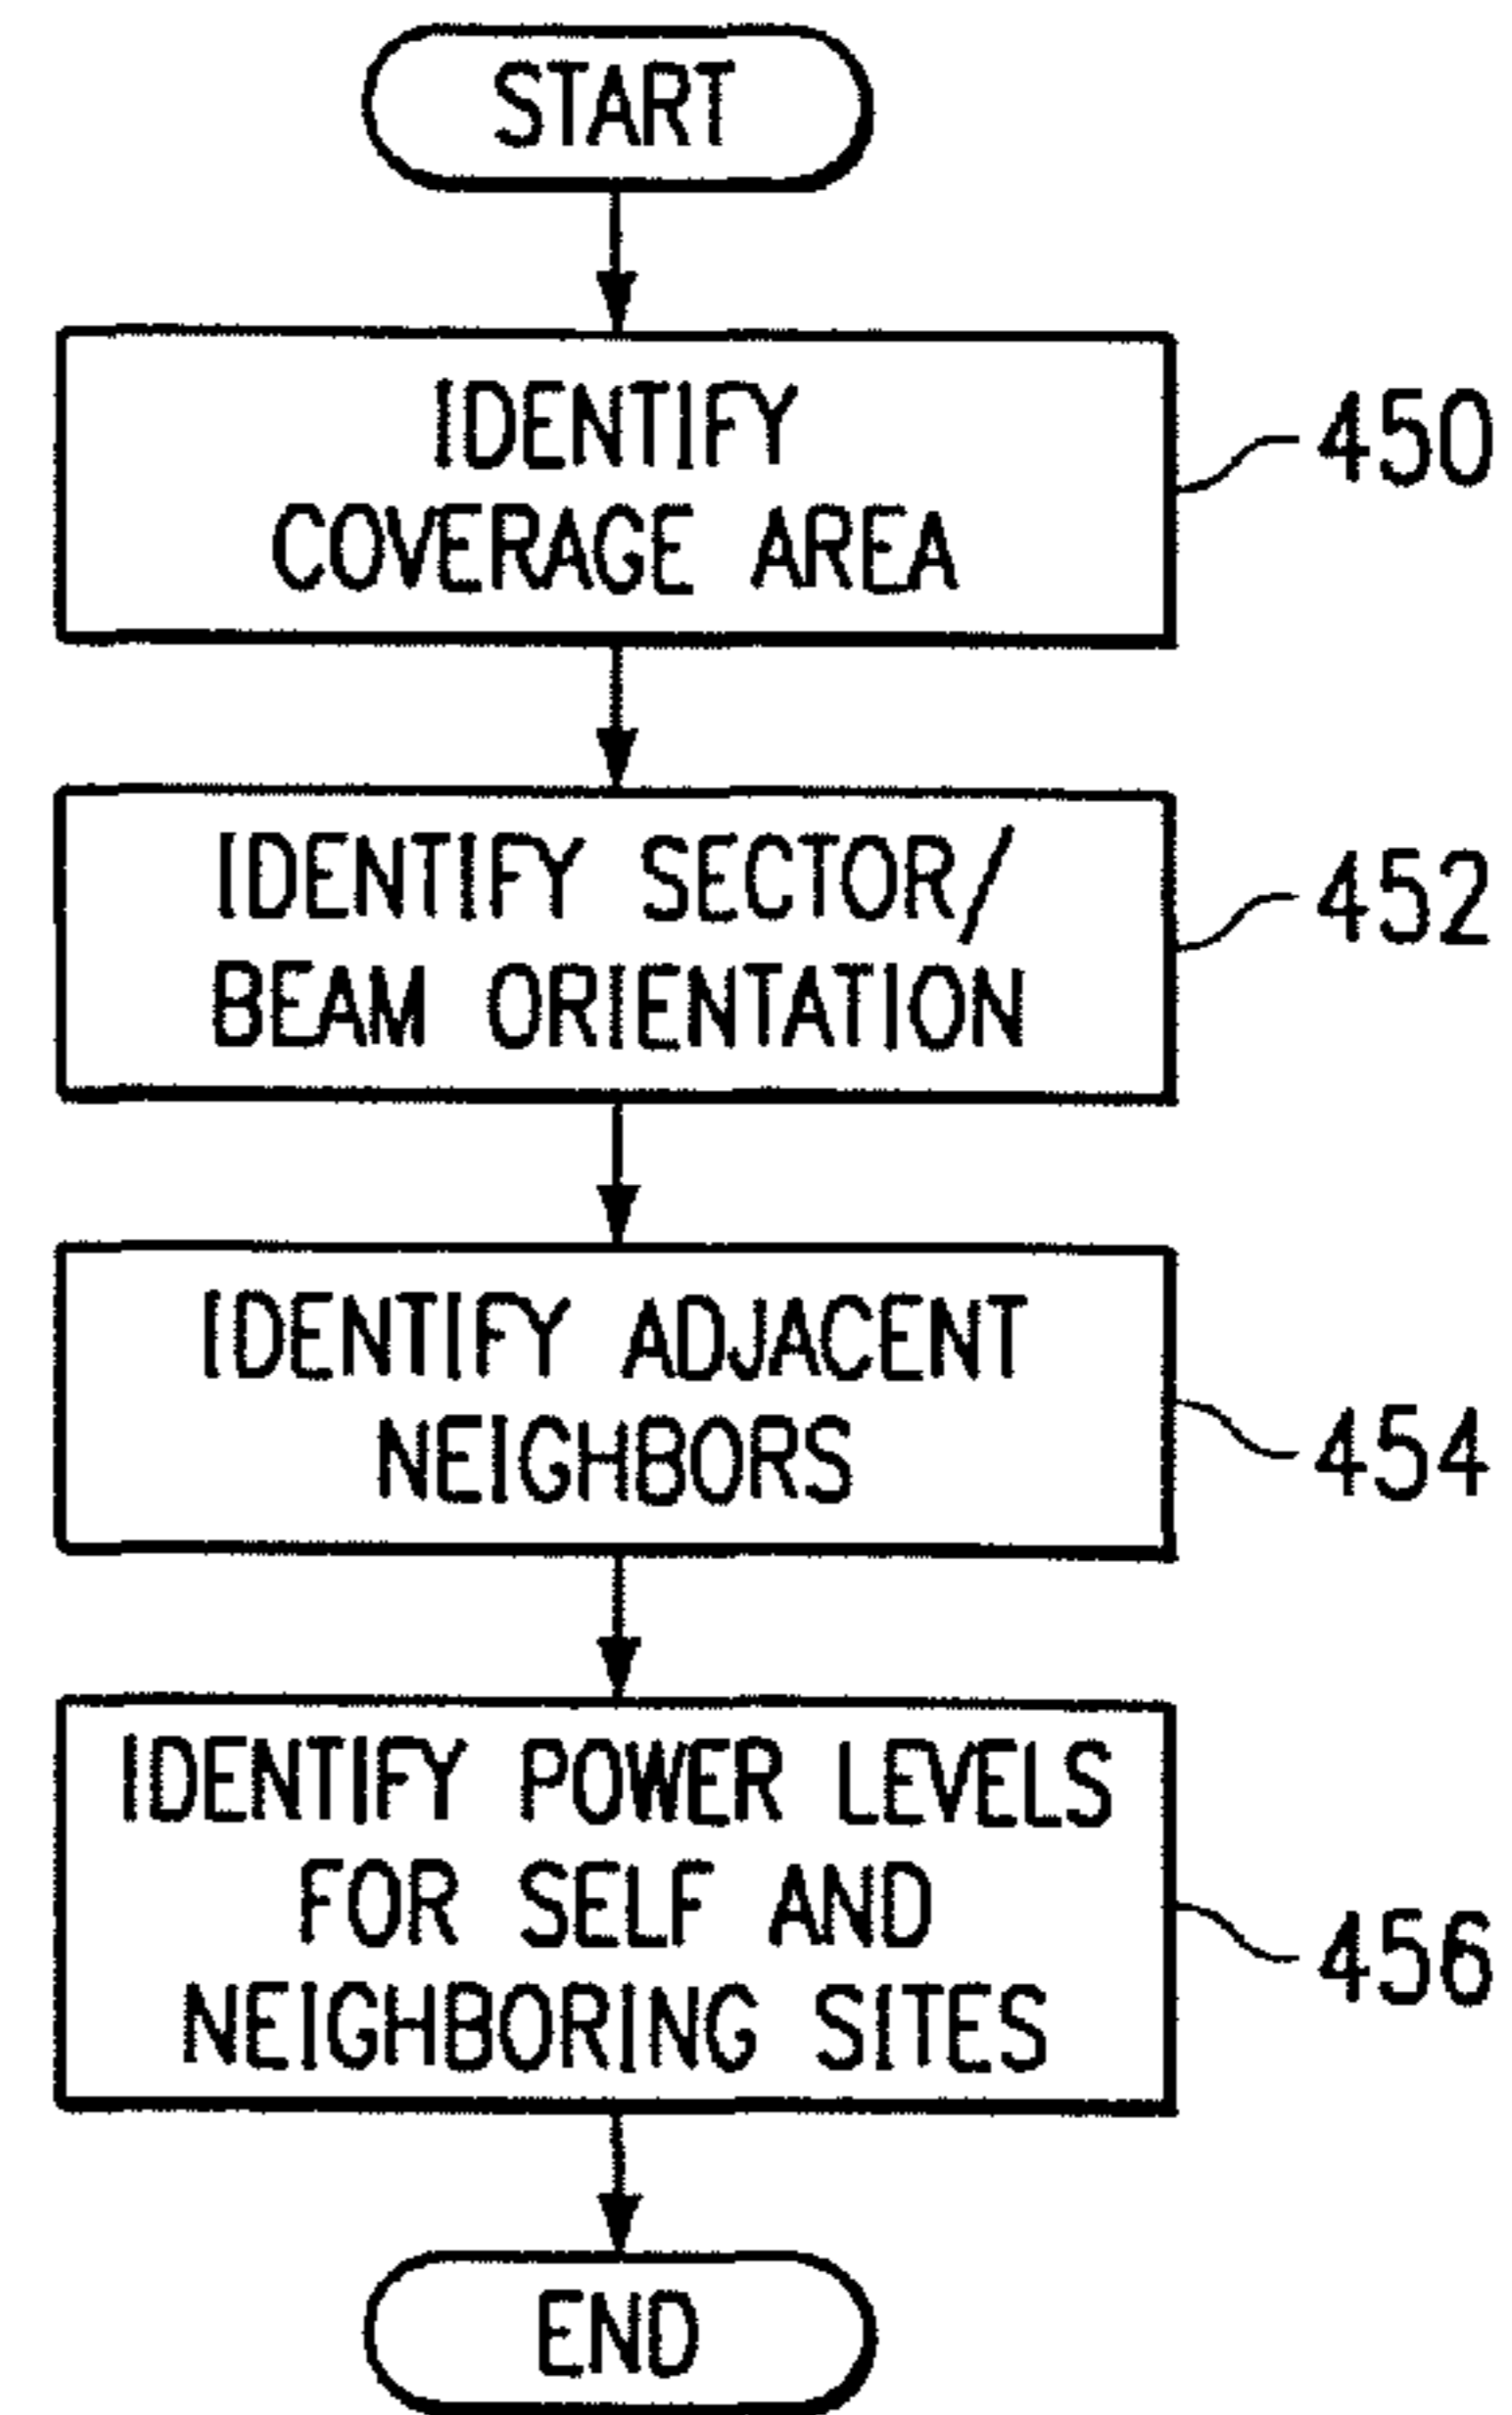 START
IDENTIFY
COVERAGE AREA
450
IDENTIFY SECTOR/
BEAM ORIENTATION
452
IDENTIFY ADJACENT
NEIGHBORS
454
IDENTIFY POWER LEVELS
FOR SELF AND
NEIGHBORING SITES
456
END